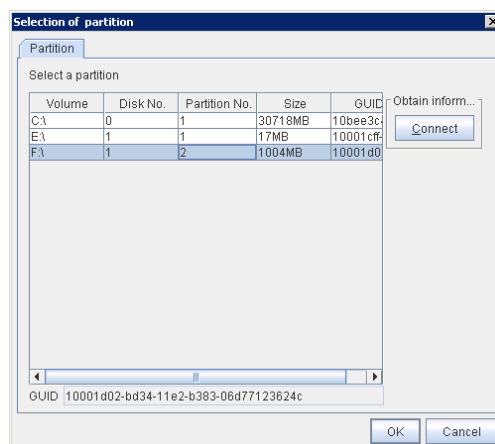 Selection of partition
Partition
Select a partition
Volume Disk No. Partition No. Size GUID
C:\ 0 1 30718MB 10bee3c
E:\ 1 1 17MB 10001cff-
F:\ 1 2 1004MB 10001d0
Obtain inform...
Connect
GUID 10001d02-bd34-11e2-b383-06d77123624c
OK Cancel